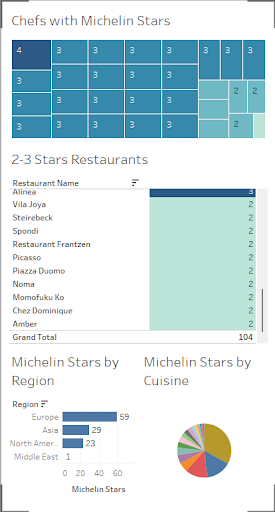 Chefs with Michelin Stars
4 3 3 3 3 3 3 3
3 3 3 3 3
2 2
3 3 3 3 3
3 3 3 3 3 2
2-3 Stars Restaurants
Restaurant Name
Alinea 3
Vila Joya 2
Steirebeck 2
Spondi 2
Restaurant Frantzen 2
Picasso 2
Piazza Duomo 2
Noma 2
Momofuku Ko 2
Chez Dominique 2
Amber 2
Grand Total 104
Michelin Stars by
Region
Michelin Stars by
Cuisine
Region
Europe 59
Asia 29
North Amer.. 23
Middle East 1
0 20 40 60
Michelin Stars